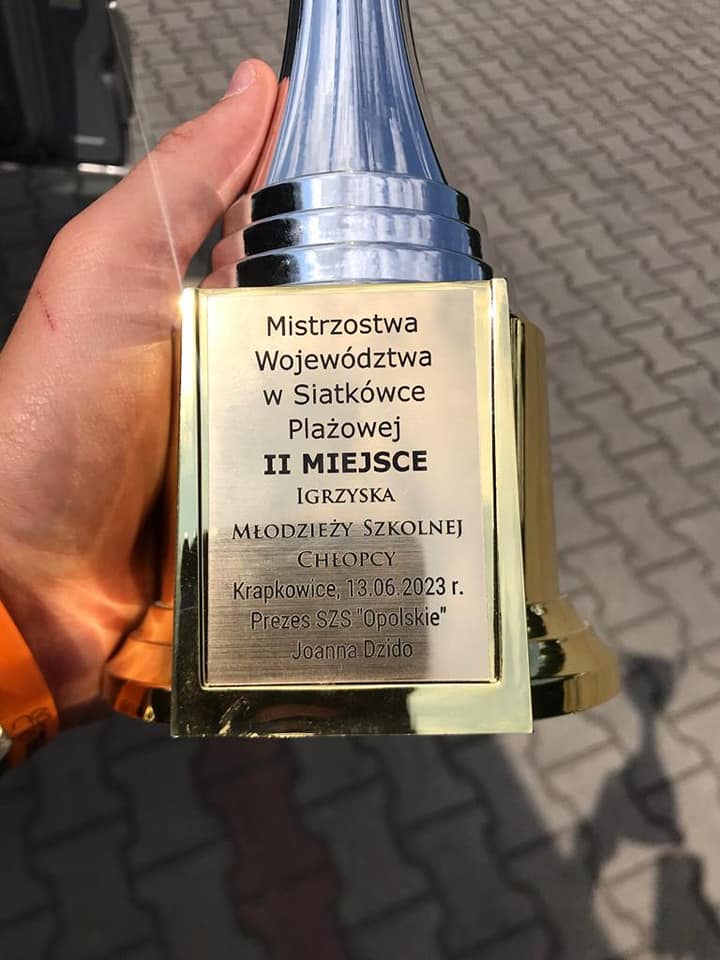 Mistrzostwa
Województwa
w Siatkówce
Plażowej
II MIEJSCE
IGRZYSKA
MŁODZIEŻY SZKOLNEJ
CHŁOPCY
Krapkowice, 13.06.2023 r.
Prezes SZS "Opolskie"
Joanna Dzido